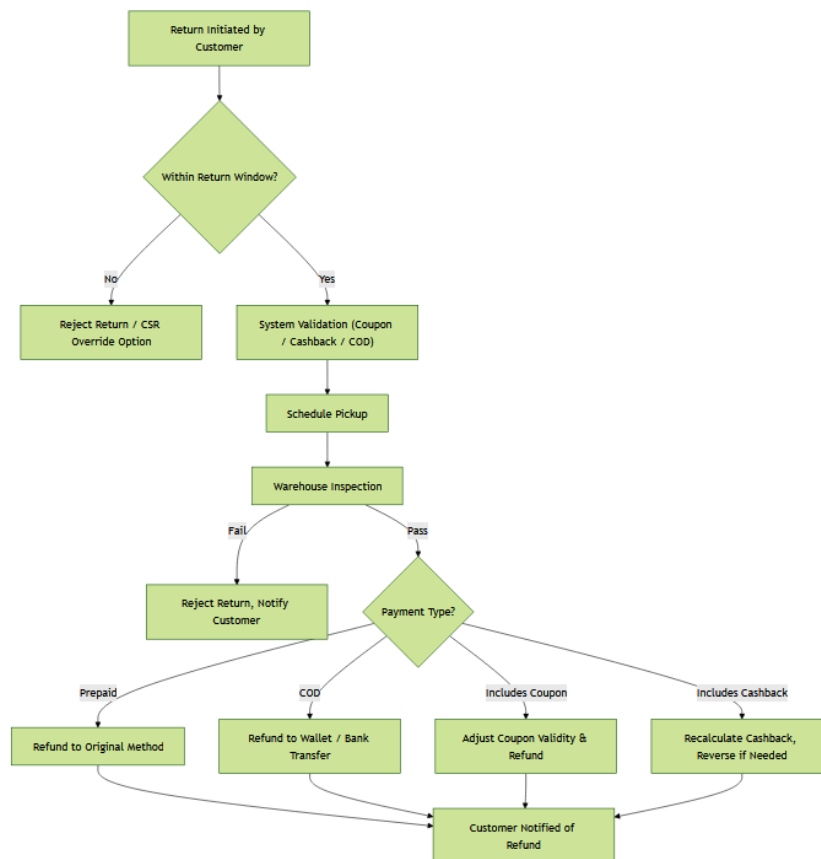 Return Initiated by
Customer
Within Return Window?
No
Yes
Reject Return / CSR
Override Option
System Validation (Coupon
/ Cashback / COD)
Schedule Pickup
Warehouse Inspection
Fail
Pass
Reject Return, Notify
Customer
Payment Type?
Prepaid
COD
Includes Coupon
Includes Cashback
Refund to Original Method
Refund to Wallet / Bank
Transfer
Adjust Coupon Validity &
Refund
Recalculate Cashback,
Reverse if Needed
Customer Notified of
Refund